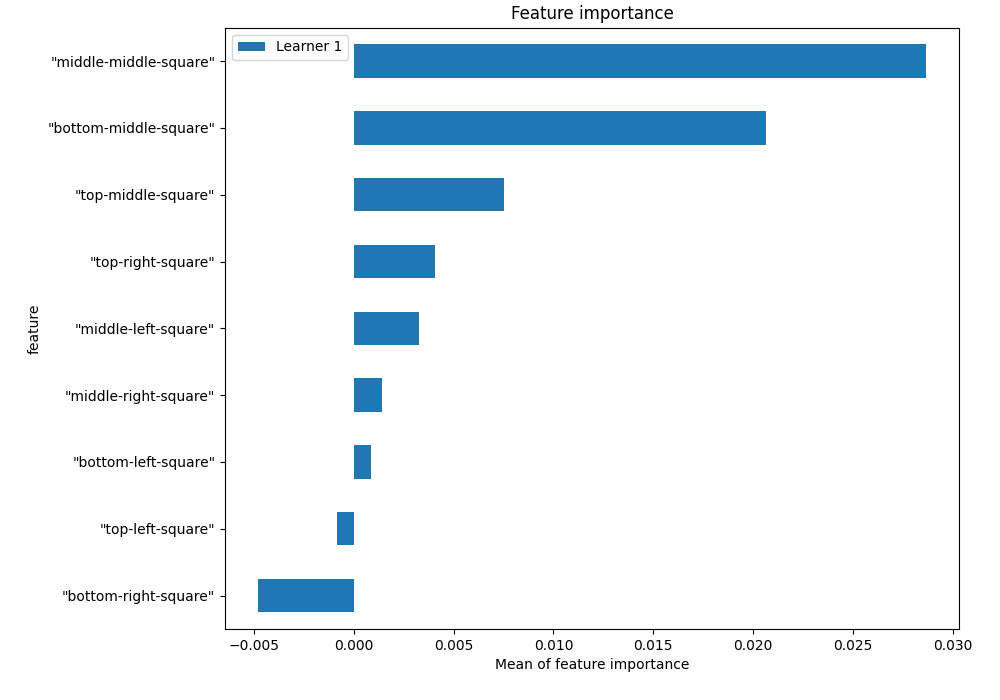 Feature importance
Learner 1
"middle-middle-square"
"bottom-middle-square"
"top-middle-square"
"top-right-square"
"middle-left-square"
"middle-right-square"
"bottom-left-square"
"top-left-square"
"bottom-right-square"
feature
−0.005 0.000 0.005 0.010 0.015 0.020 0.025 0.030
Mean of feature importance